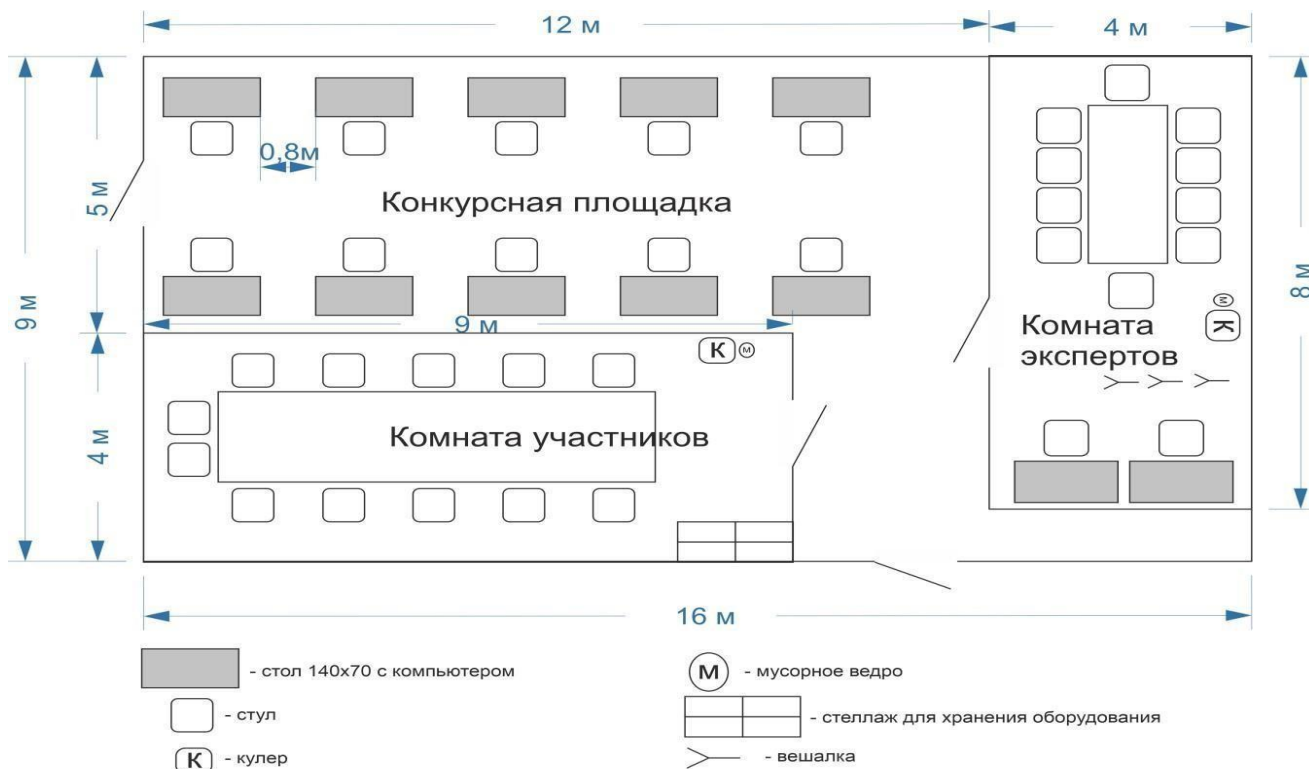 12 м
4 м
0,8м
5 м
Конкурсная площадка
9 м
8 м
м
К
9 м
Комната
экспертов
К м
4 м
Комната участников
16 м
- стол 140х70 с компьютером
М - мусорное ведро
- стул
- стеллаж для хранения оборудования
К - кулер
- вешалка